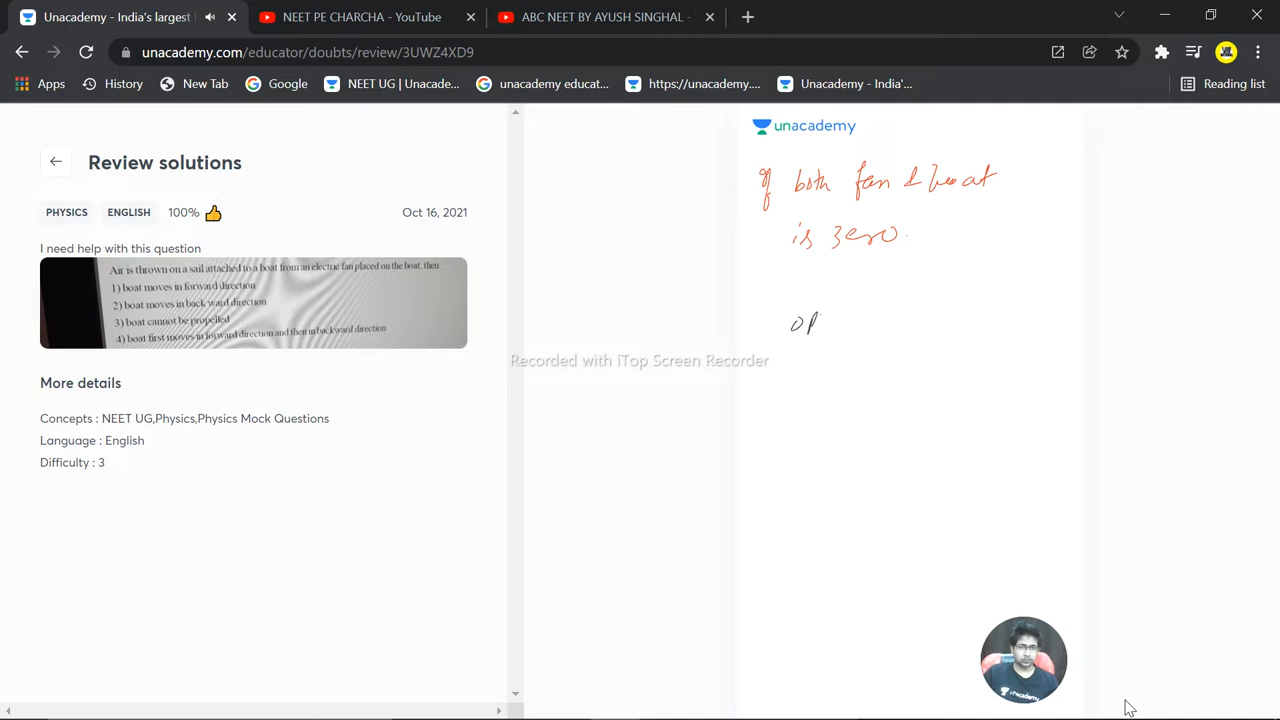 Unacademy - India's largest
NEET PE CHARCHA - YouTube
ABC NEET BY AYUSH SINGHAL -
unacademy.com/educator/doubts/review/3UWZ4XD9
Apps
History
New Tab
Google
NEET UG | Unacade...
unacademy educat...
https://unacademy....
Unacademy - India'...
Reading list
Review solutions
PHYSICS
ENGLISH
100%
Oct 16, 2021
I need help with this question
Air is thrown on a sail attached to a boat from an electric fan placed on the boat, then
1) boat moves in forward direction
2) boat moves in back ward direction
3) boat cannot be propelled
4) boat first moves in forward direction and then in backward direction
More details
Concepts : NEET UG,Physics,Physics Mock Questions
Language : English
Difficulty : 3
unacademy
of both fan & boat
is zero.
op
Recorded with iTop Screen Recorder
unacademy